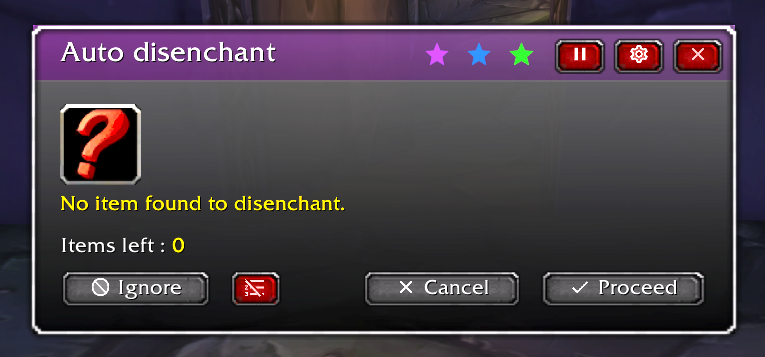 Auto disenchant
?
No item found to disenchant.
Items left : 0
Ignore
Cancel
Proceed